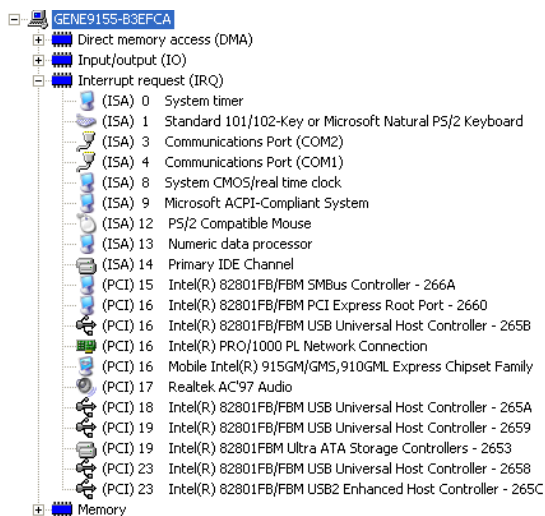 GENE9155-B3EFCA
Direct memory access (DMA)
Input/output (IO)
Interrupt request (IRQ)
(ISA) 0 System timer
(ISA) 1 Standard 101/102-Key or Microsoft Natural PS/2 Keyboard
(ISA) 3 Communications Port (COM2)
(ISA) 4 Communications Port (COM1)
(ISA) 8 System CMOS/real time clock
(ISA) 9 Microsoft ACPI-Compliant System
(ISA) 12 PS/2 Compatible Mouse
(ISA) 13 Numeric data processor
(ISA) 14 Primary IDE Channel
(PCI) 15 Intel(R) 82801FB/FBM SMBus Controller - 266A
(PCI) 16 Intel(R) 82801FB/FBM PCI Express Root Port - 2660
(PCI) 16 Intel(R) 82801FB/FBM USB Universal Host Controller - 265B
(PCI) 16 Intel(R) PRO/1000 PL Network Connection
(PCI) 16 Mobile Intel(R) 915GM/GMS,910GML Express Chipset Family
(PCI) 17 Realtek AC'97 Audio
(PCI) 18 Intel(R) 82801FB/FBM USB Universal Host Controller - 265A
(PCI) 19 Intel(R) 82801FB/FBM USB Universal Host Controller - 2659
(PCI) 19 Intel(R) 82801FBM Ultra ATA Storage Controllers - 2653
(PCI) 23 Intel(R) 82801FB/FBM USB Universal Host Controller - 2658
(PCI) 23 Intel(R) 82801FB/FBM USB2 Enhanced Host Controller - 265C
Memory